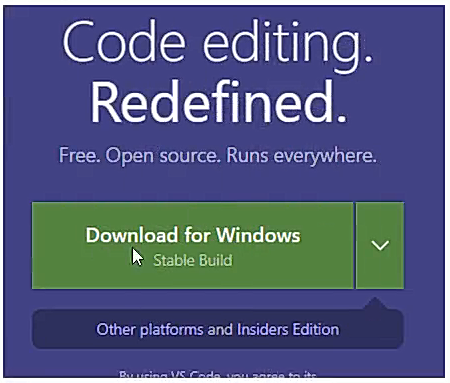 Code editing.
Redefined.
Free. Open source. Runs everywhere.
Download for Windows
Stable Build
Other platforms and Insiders Edition
By using VS Code, you agree to its